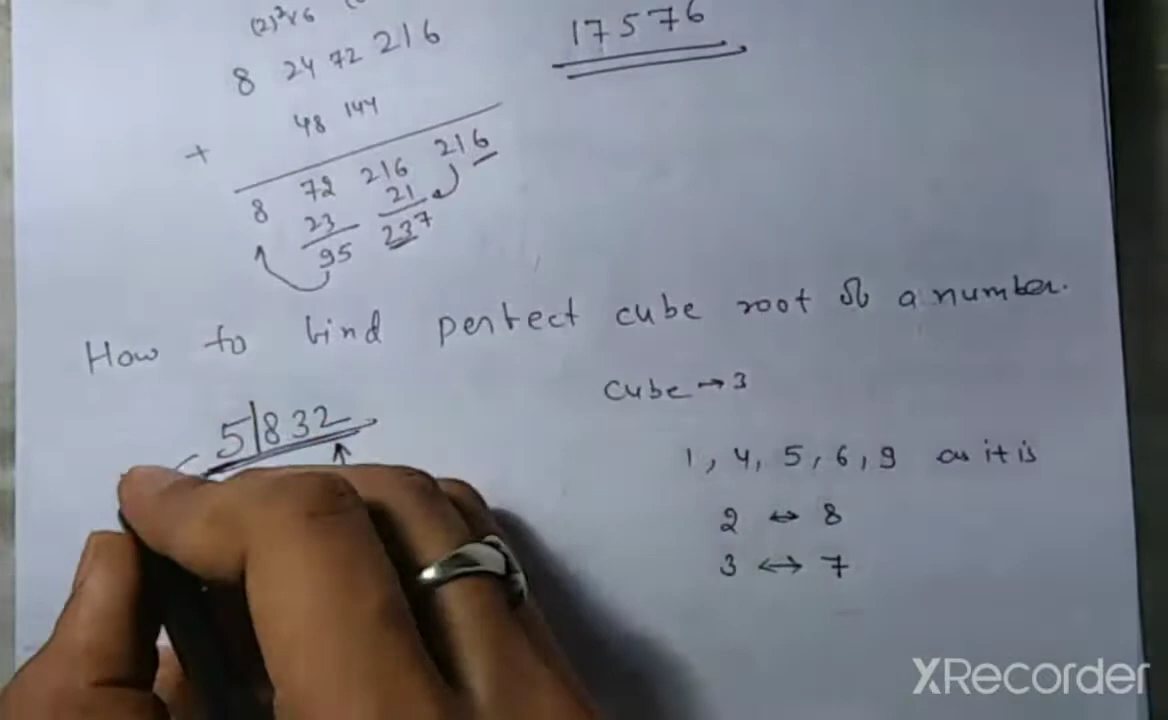 (2)²×6
17576
8 24 72 216
+ 48 144
8 72 216 216
23 21
95 237
How to find perfect cube root of a number.
cube → 3
5|832
1, 4, 5, 6, 9 as it is
2 ↔ 8
3 ↔ 7
XRecorder